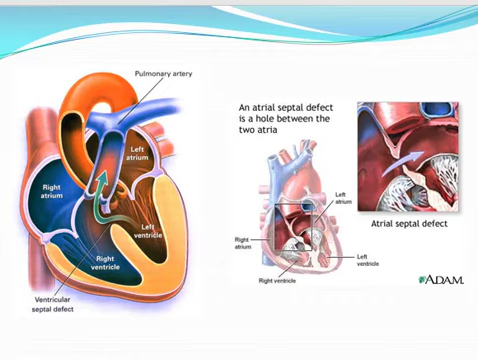 Pulmonary artery
Left
atrium
Right
atrium
Left
ventricle
Right
ventricle
Ventricular
septal defect
An atrial septal defect
is a hole between the
two atria
Left
atrium
Right
atrium
Left
ventricle
Right ventricle
Atrial septal defect
ADAM.